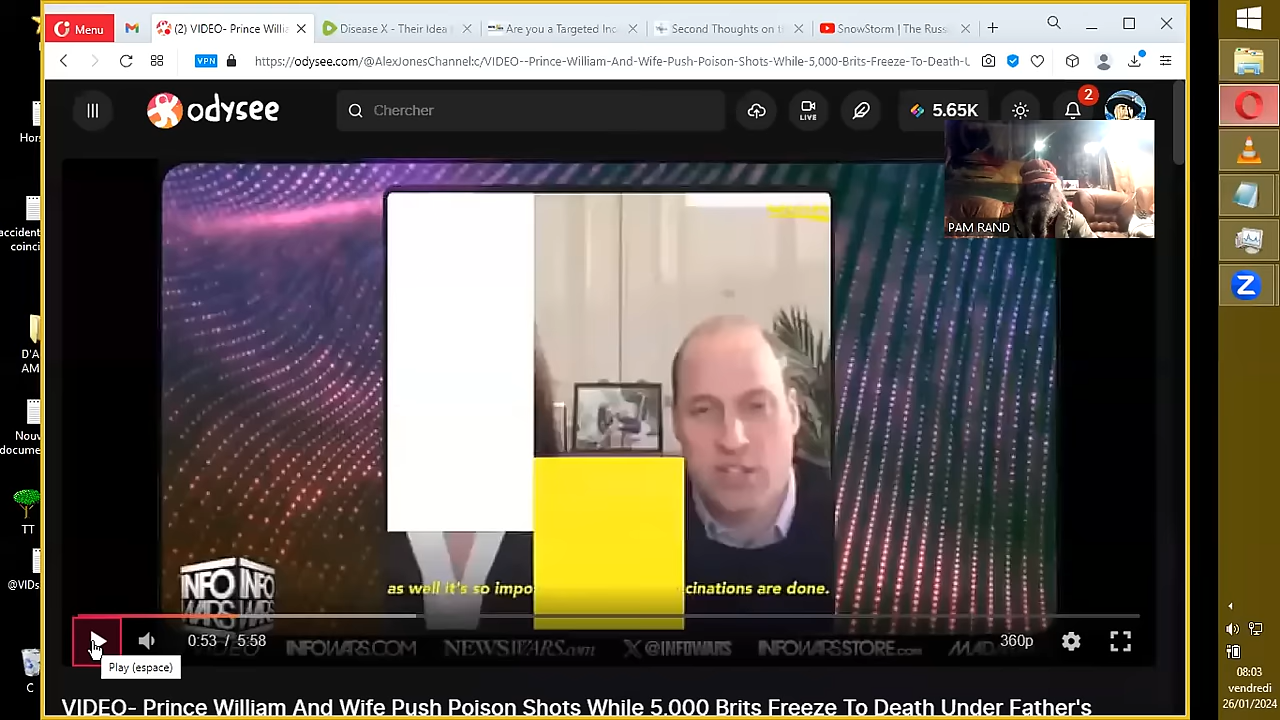 Menu
(2) VIDEO- Prince Willia
Disease X - Their Idea
Are you a Targeted Inc
Second Thoughts on
SnowStorm | The Russ
VPN
https://odysee.com/@AlexJonesChannel:c/VIDEO--Prince-William-And-Wife-Push-Poison-Shots-While-5.000-Brits-Freeze-To-Death-U
odysee
Chercher
LIVE
5.65K
2
PAM RAND
Hors
accident
coinci
D'A
AM
Nouv
docume
TT
@VIDs
C
INFO INFO
WARS WARS
as well it's so impo
cinations are done.
0:53 / 5:58
INFOWARS.COM
NEWSWARS.com
X @INFOWARS
INFOWARSSTORE.com
MAD
360p
Play (espace)
VIDEO- Prince William And Wife Push Poison Shots While 5.000 Brits Freeze To Death Under Father's
08:03
vendredi
26/01/2024